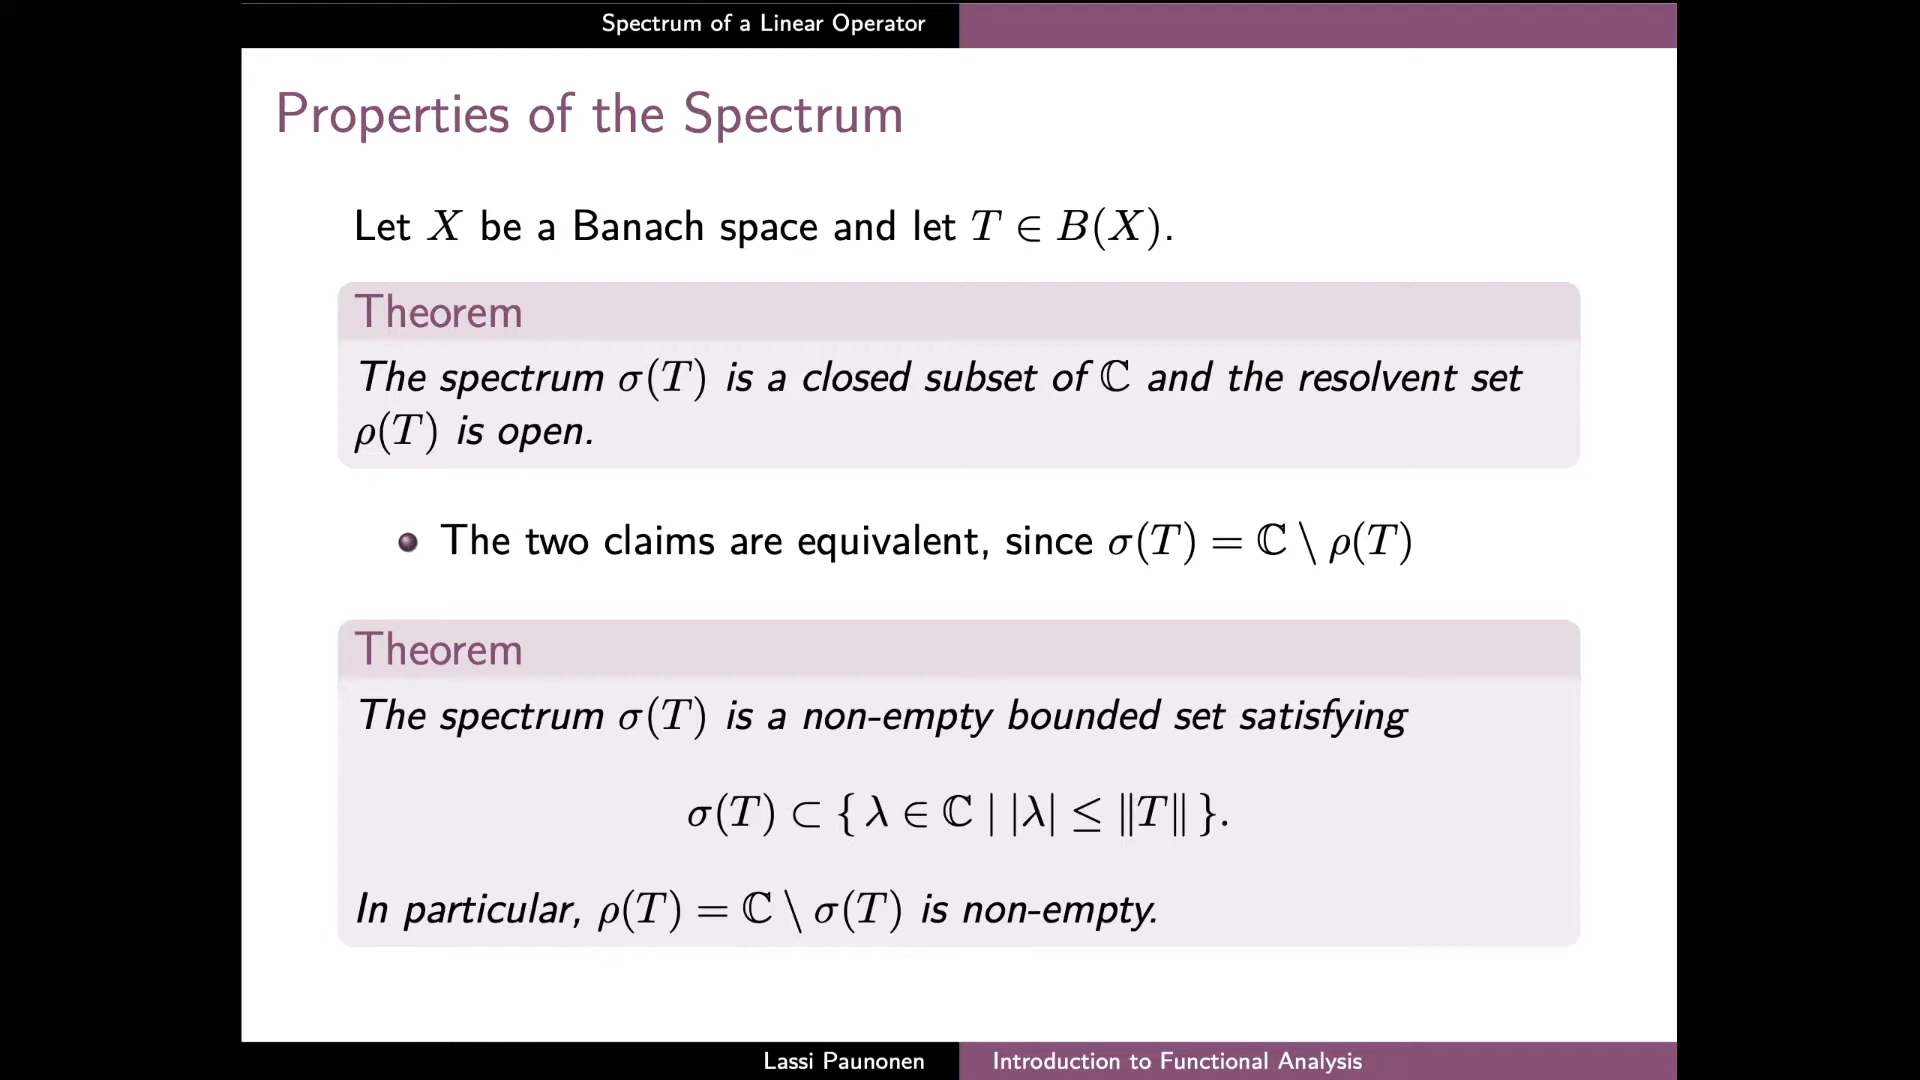 Spectrum of a Linear Operator
Properties of the Spectrum
Let X be a Banach space and let T ∈ B(X).
Theorem
The spectrum σ(T) is a closed subset of ℂ and the resolvent set
ρ(T) is open.
The two claims are equivalent, since σ(T) = ℂ \ ρ(T)
Theorem
The spectrum σ(T) is a non-empty bounded set satisfying
σ(T) ⊂ { λ ∈ ℂ | |λ| ≤ ‖T‖ }.
In particular, ρ(T) = ℂ \ σ(T) is non-empty.
Lassi Paunonen
Introduction to Functional Analysis